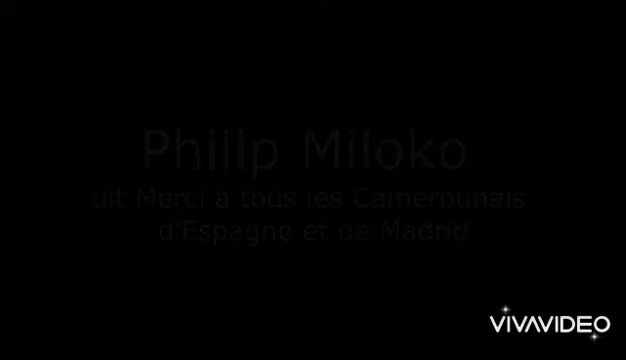 Philip Miloko
dit Merci à tous les Camerounais
d'Espagne et de Madrid
VIVAVIDEO